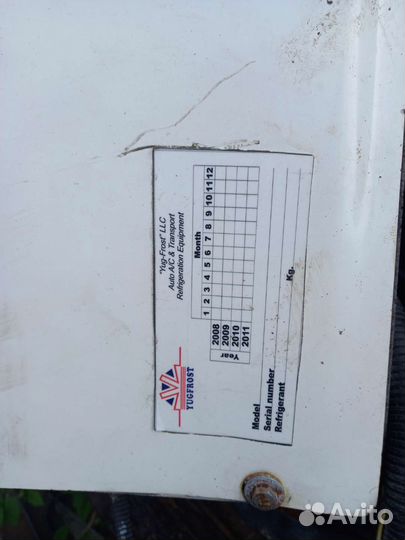 YUGFROST
"Yug-Frost" LLC
Auto A/C & Transport
Refrigeration Equipment
Month
1 2 3 4 5 6 7 8 9 10 11 12
Year
2008
2009
2010
2011
Model
Serial number
Refrigerant Kg.
Avito